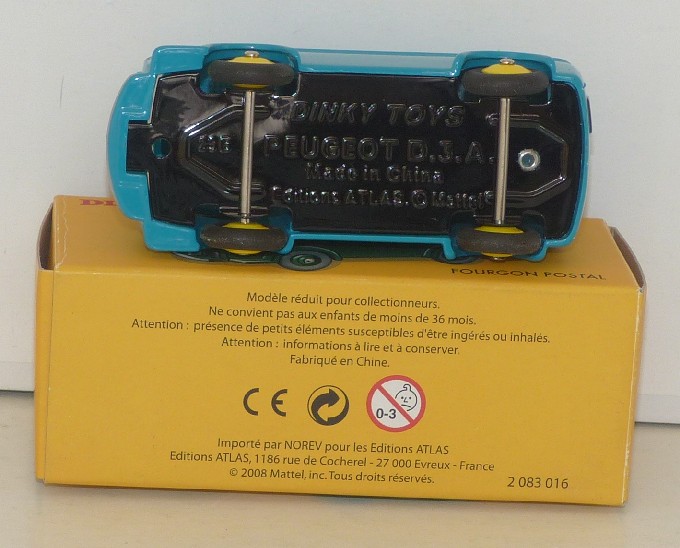 DINKY TOYS
PEUGEOT D.J.A.
Made in China
Editions ATLAS. © Mattel
FOURGON POSTAL
Modèle réduit pour collectionneurs.
Ne convient pas aux enfants de moins de 36 mois.
Attention : présence de petits éléments susceptibles d'être ingérés ou inhalés.
Attention : informations à lire et à conserver.
Fabriqué en Chine.
CE
0-3
Importé par NOREV pour les Editions ATLAS
Editions ATLAS, 1186 rue de Cocherel - 27 000 Evreux - France
© 2008 Mattel, inc. Tous droits réservés.
2 083 016